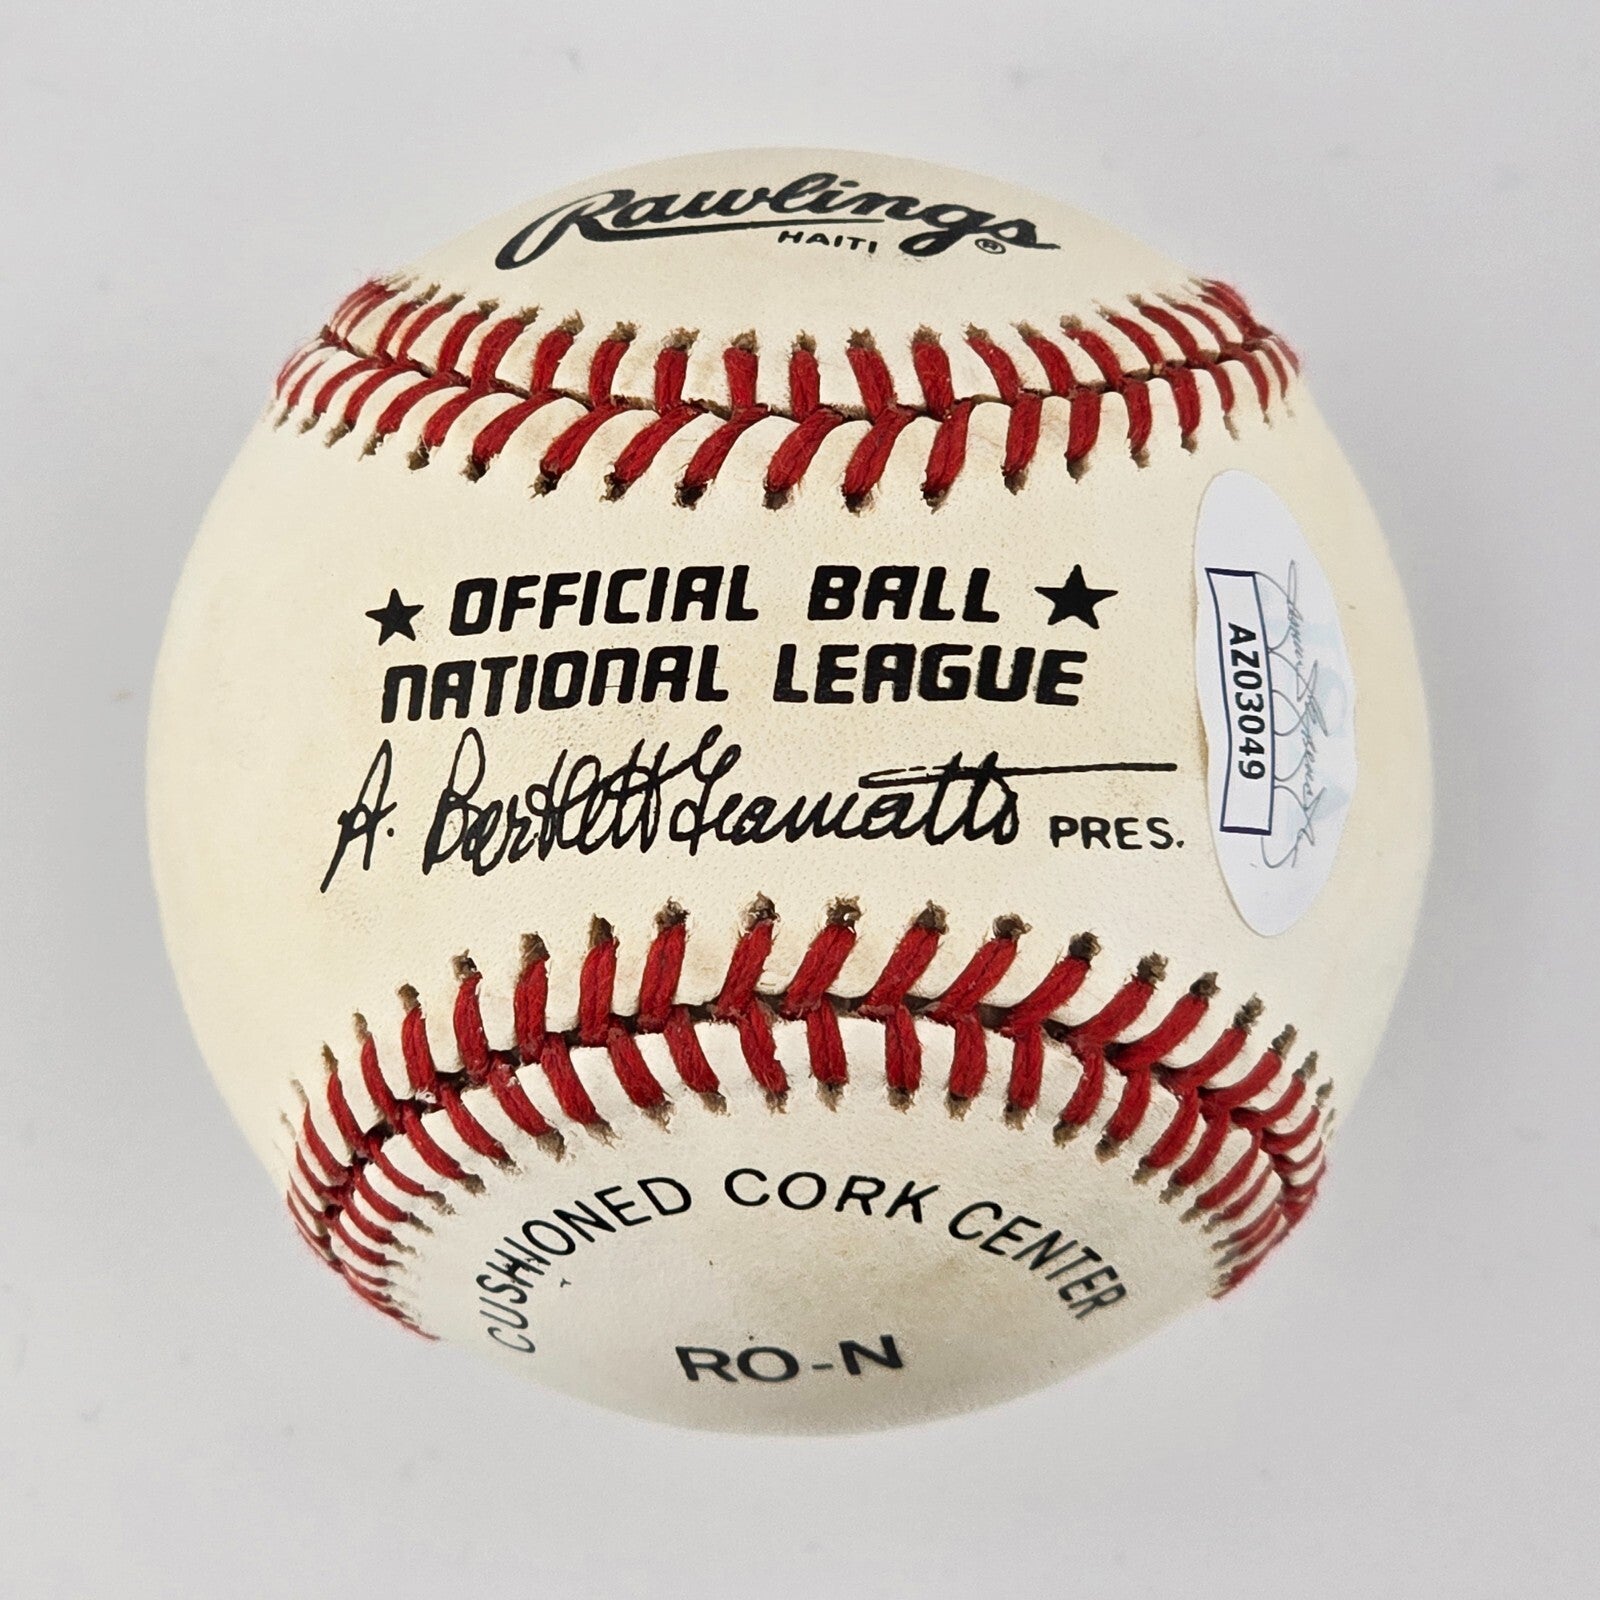 Rawlings ®
HAITI
★ OFFICIAL BALL ★
NATIONAL LEAGUE
A. Bartlett Giamatti PRES.
AZ03049
CUSHIONED CORK CENTER
RO-N